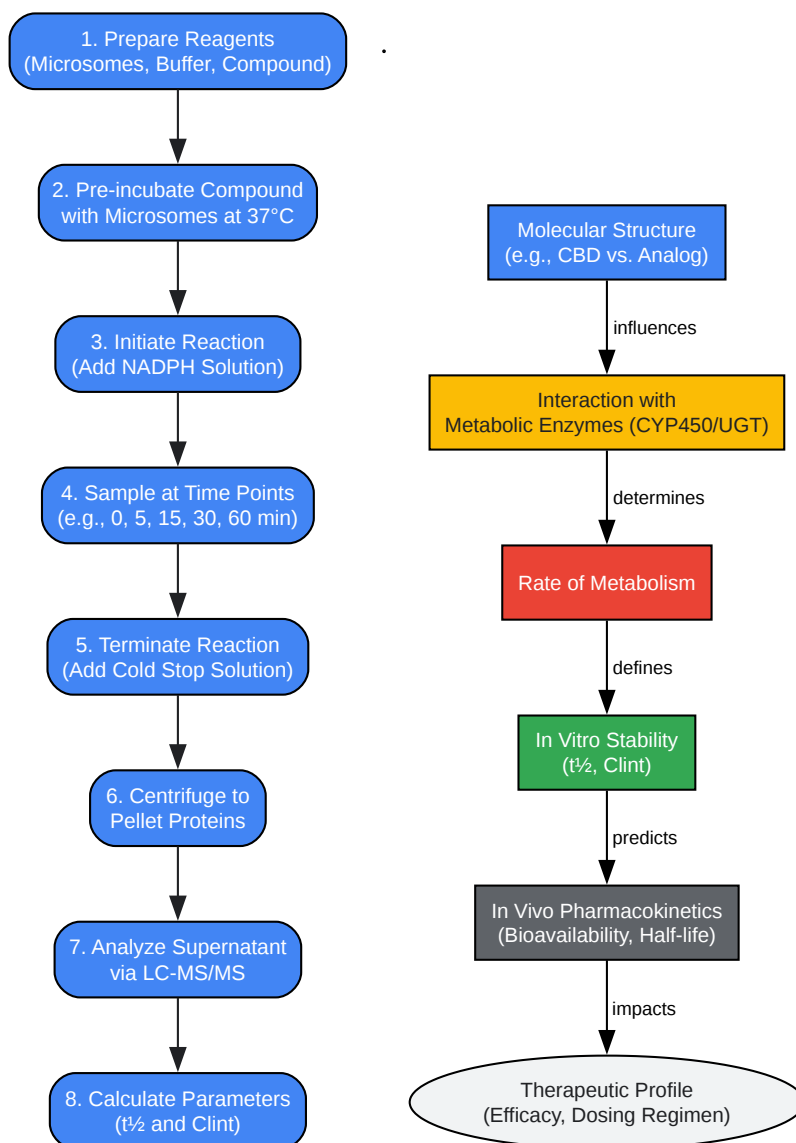 1. Prepare Reagents
(Microsomes, Buffer, Compound)
2. Pre-incubate Compound
with Microsomes at 37°C
3. Initiate Reaction
(Add NADPH Solution)
4. Sample at Time Points
(e.g., 0, 5, 15, 30, 60 min)
5. Terminate Reaction
(Add Cold Stop Solution)
6. Centrifuge to
Pellet Proteins
7. Analyze Supernatant
via LC-MS/MS
8. Calculate Parameters
(t½ and Clint)
.
Molecular Structure
(e.g., CBD vs. Analog)
influences
Interaction with
Metabolic Enzymes (CYP450/UGT)
determines
Rate of Metabolism
defines
In Vitro Stability
(t½, Clint)
predicts
In Vivo Pharmacokinetics
(Bioavailability, Half-life)
impacts
Therapeutic Profile
(Efficacy, Dosing Regimen)